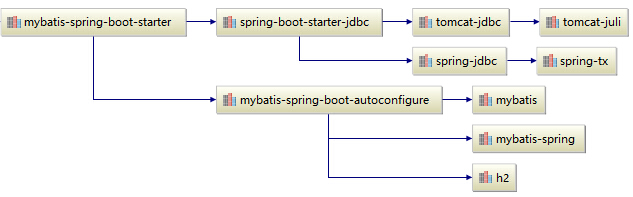 mybatis-spring-boot-starter
spring-boot-starter-jdbc
tomcat-jdbc
tomcat-juli
spring-jdbc
spring-tx
mybatis-spring-boot-autoconfigure
mybatis
mybatis-spring
h2